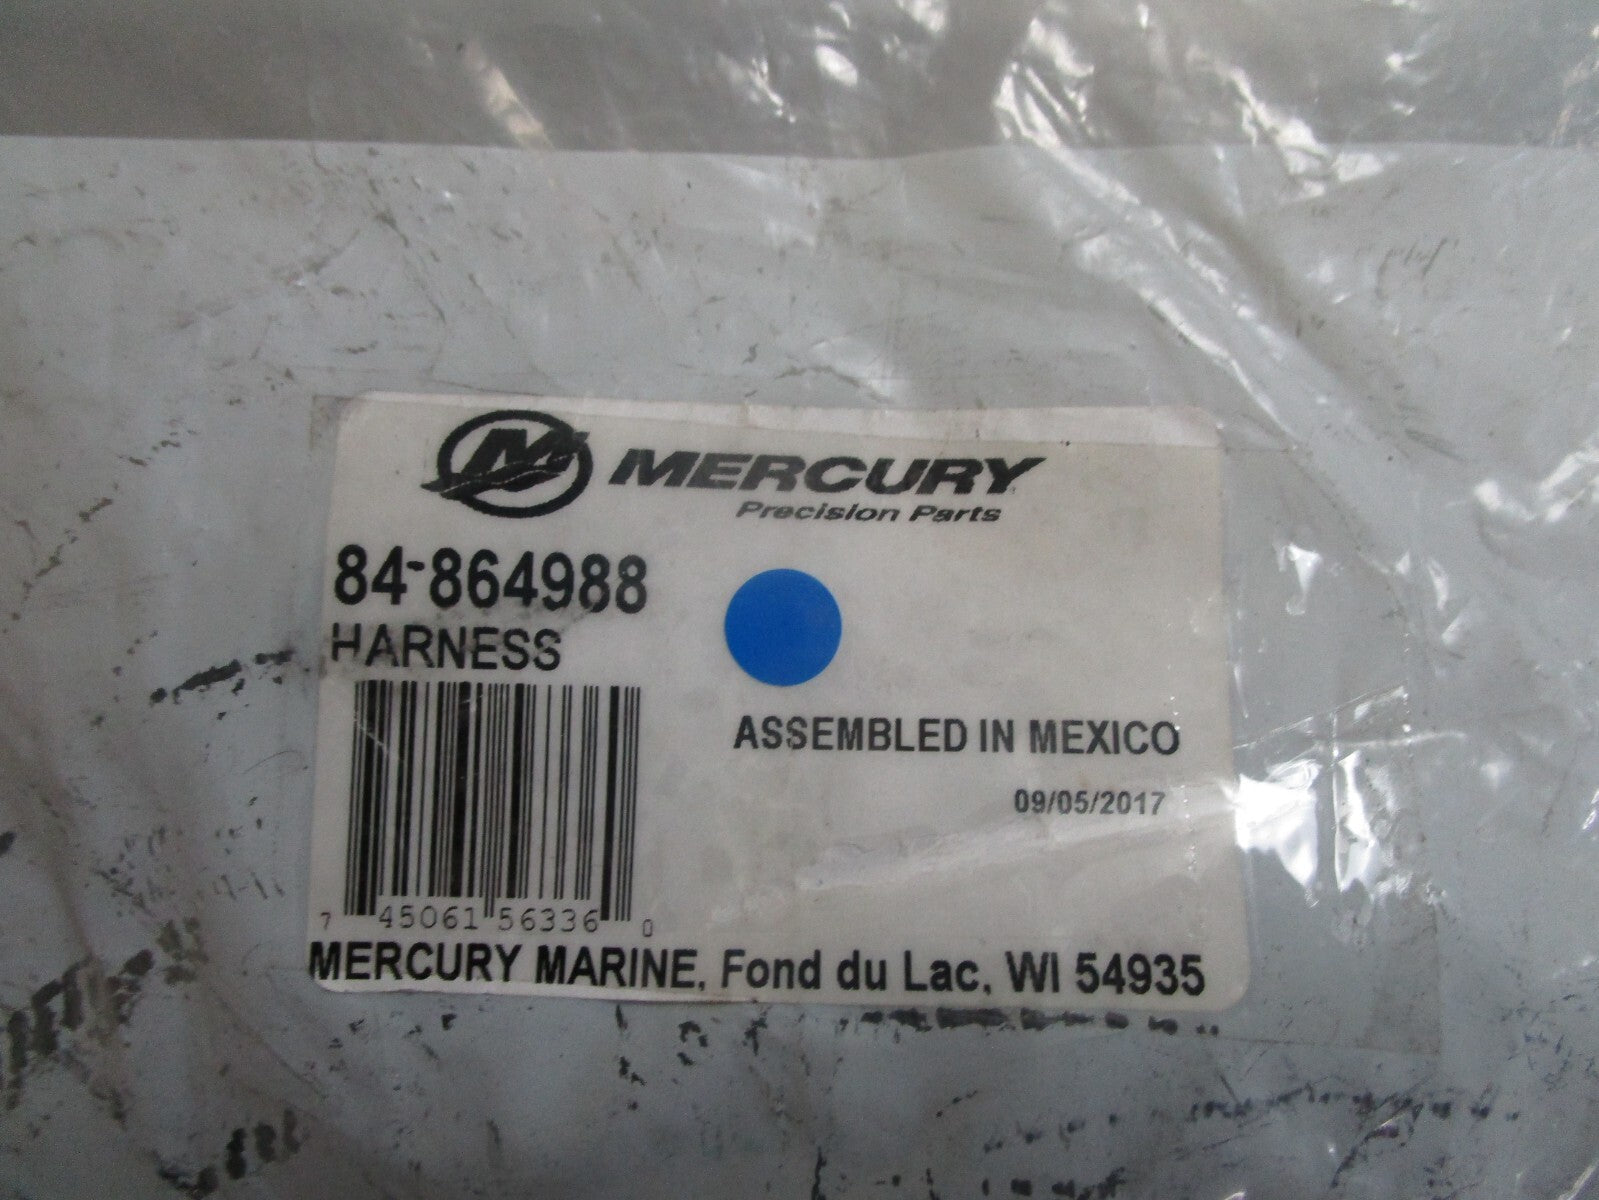 M MERCURY
Precision Parts
84-864988
HARNESS
ASSEMBLED IN MEXICO
09/05/2017
7 45061 56336 0
MERCURY MARINE, Fond du Lac, WI 54935